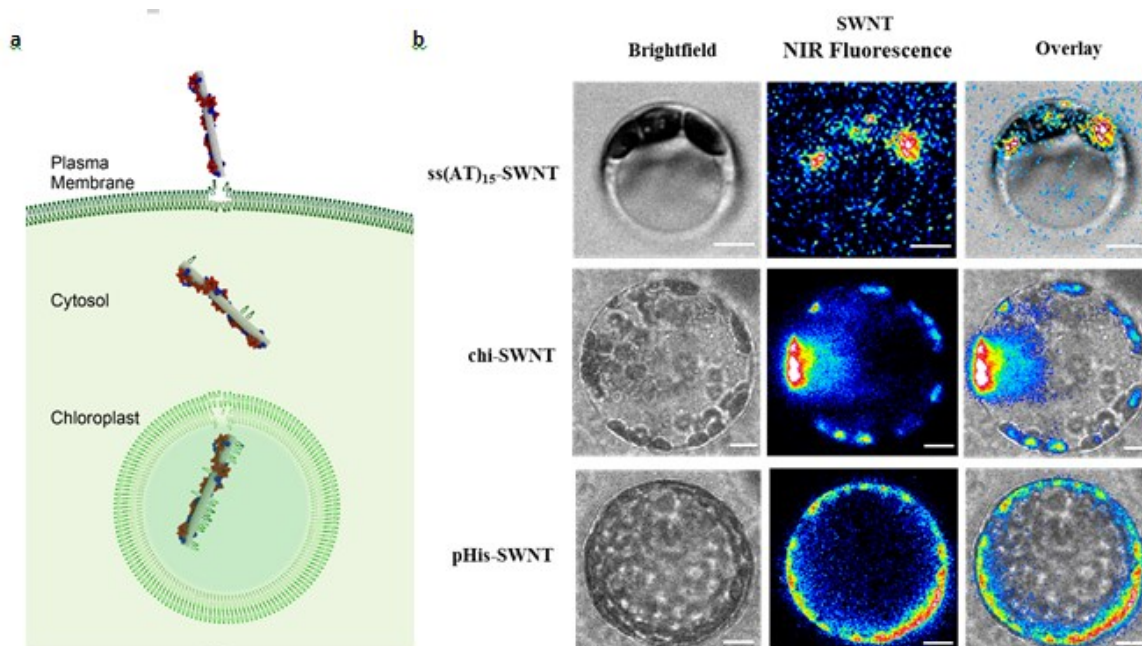 a
Plasma
Membrane
Cytosol
Chloroplast
b
SWNT
Brightfield NIR Fluorescence Overlay
ss(AT)₁₅-SWNT
chi-SWNT
pHis-SWNT